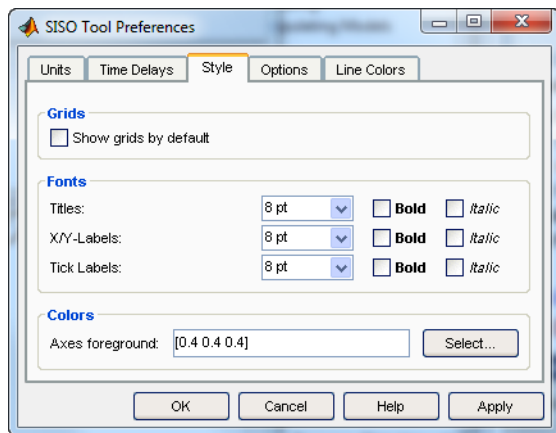 SISO Tool Preferences
Units Time Delays Style Options Line Colors
Grids
Show grids by default
Fonts
Titles: 8 pt Bold Italic
X/Y-Labels: 8 pt Bold Italic
Tick Labels: 8 pt Bold Italic
Colors
Axes foreground: [0.4 0.4 0.4] Select...
OK Cancel Help Apply